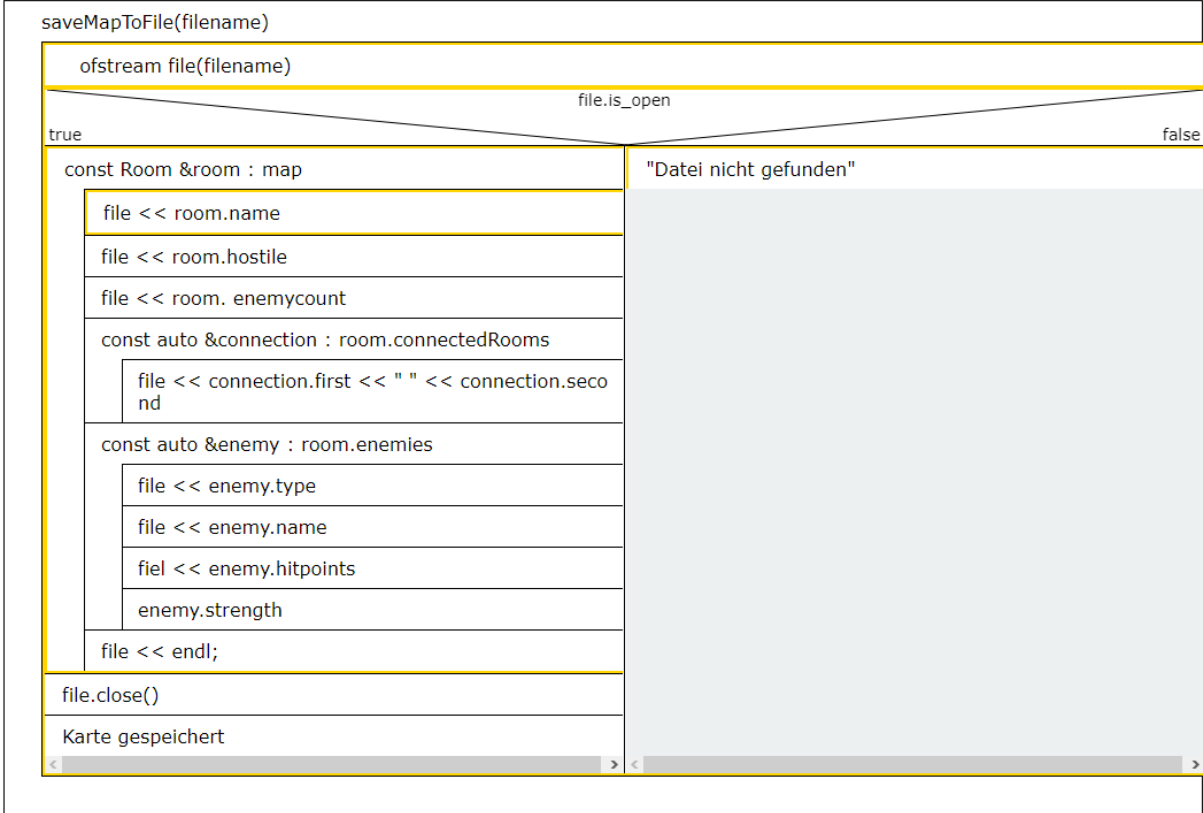 saveMapToFile(filename)
ofstream file(filename)
file.is_open
true
false
const Room &room : map
file << room.name
file << room.hostile
file << room. enemycount
const auto &connection : room.connectedRooms
file << connection.first << " " << connection.seco
nd
const auto &enemy : room.enemies
file << enemy.type
file << enemy.name
fiel << enemy.hitpoints
enemy.strength
file << endl;
file.close()
Karte gespeichert
"Datei nicht gefunden"